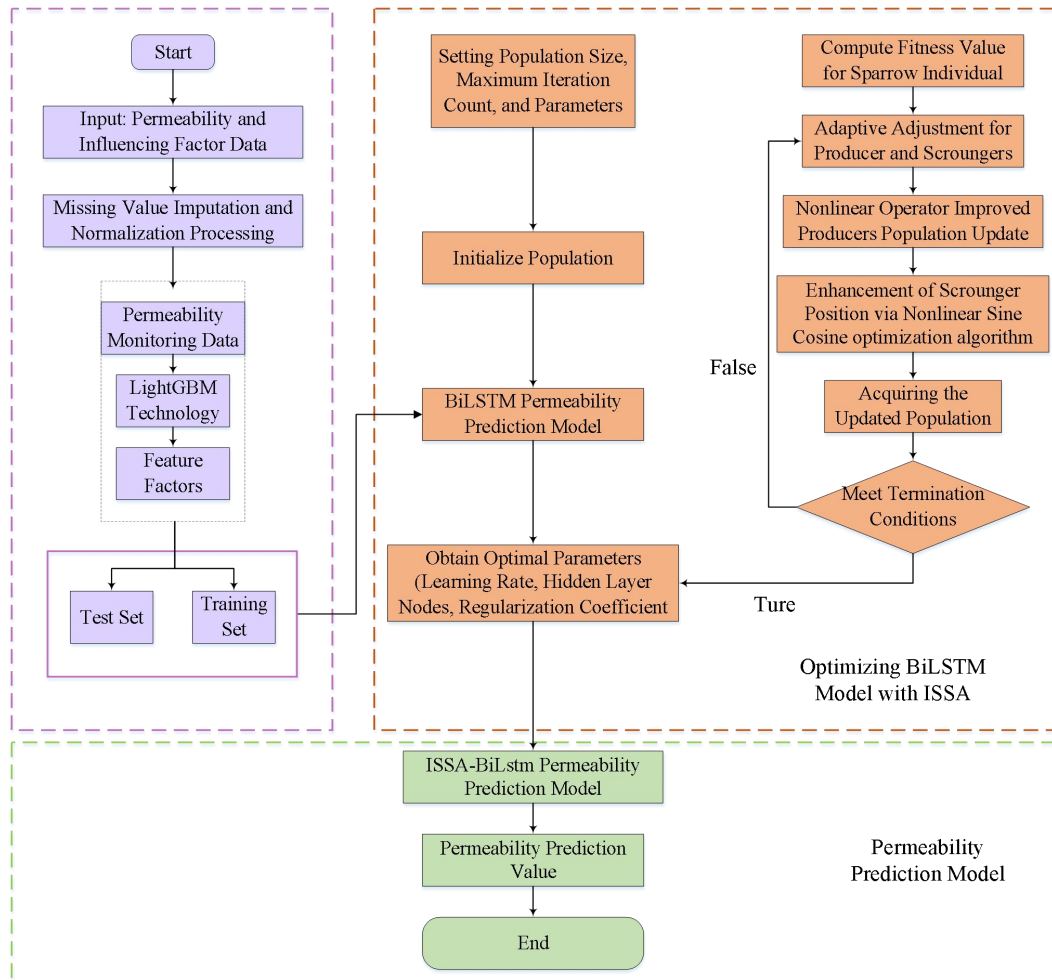 Start
Input: Permeability and
Influencing Factor Data
Missing Value Imputation and
Normalization Processing
Permeability
Monitoring Data
LightGBM
Technology
Feature
Factors
Test Set
Training
Set
Setting Population Size,
Maximum Iteration
Count, and Parameters
Initialize Population
BiLSTM Permeability
Prediction Model
Obtain Optimal Parameters
(Learning Rate, Hidden Layer
Nodes, Regularization Coefficient
Compute Fitness Value
for Sparrow Individual
Adaptive Adjustment for
Producer and Scroungers
Nonlinear Operator Improved
Producers Population Update
Enhancement of Scrounger
Position via Nonlinear Sine
Cosine optimization algorithm
False
Acquiring the
Updated Population
Meet Termination
Conditions
Ture
Optimizing BiLSTM
Model with ISSA
ISSA-BiLstm Permeability
Prediction Model
Permeability Prediction
Value
End
Permeability
Prediction Model